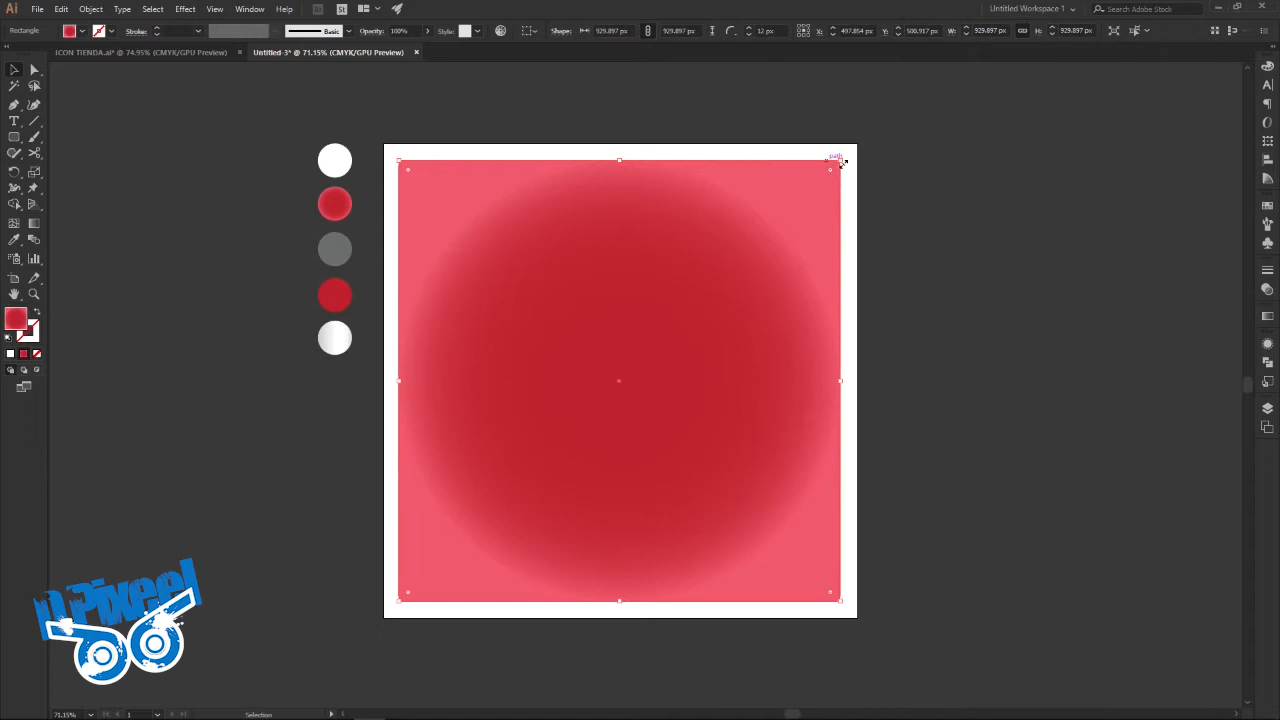 Ai File Edit Object Type Select Effect View Window Help Br St Untitled Workspace 1 Search Adobe Stock
Rectangle Stroke: Basic Opacity: 100% Style: Shape: 929.897 px 929.897 px 12 px X: 497.854 px Y: 500.917 px W: 929.897 px H: 929.897 px
ICON TIENDA.ai* @ 74.95% (CMYK/GPU Preview) Untitled-3* @ 71.15% (CMYK/GPU Preview)
path
Pixeel
71.15% 1 Selection